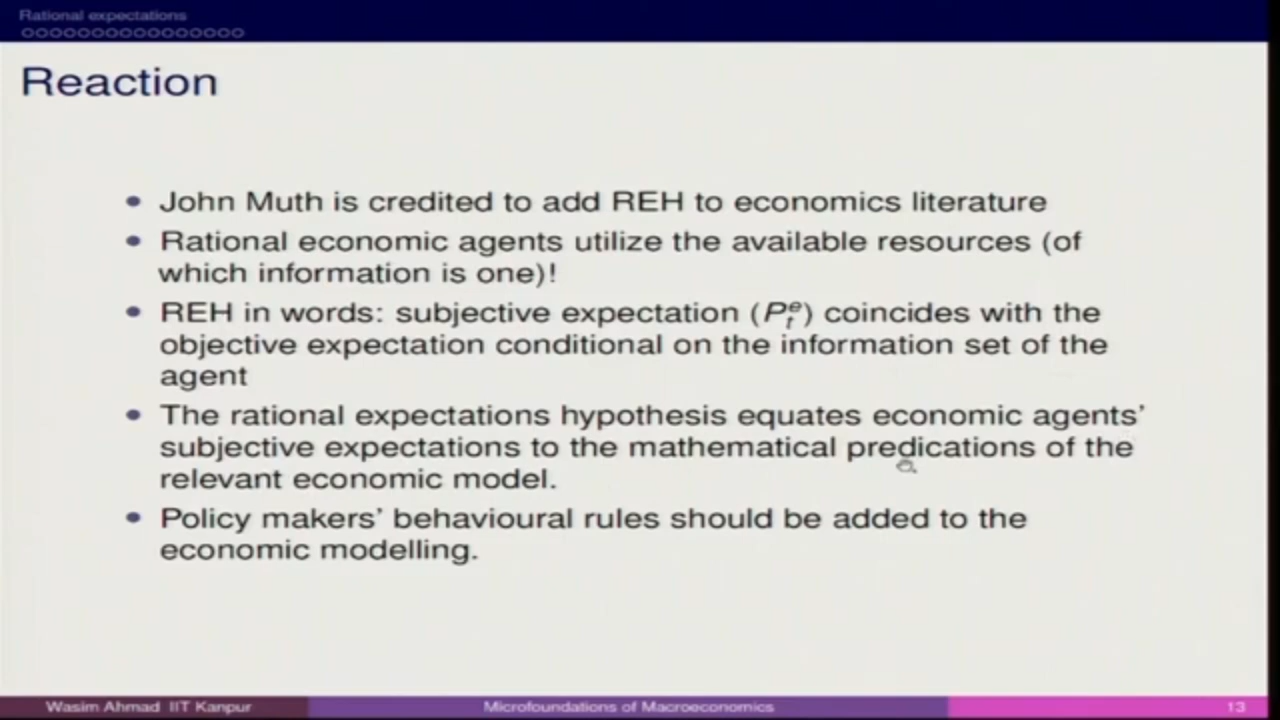 Rational expectations
Reaction
• John Muth is credited to add REH to economics literature
• Rational economic agents utilize the available resources (of
which information is one)!
• REH in words: subjective expectation (P_t^e) coincides with the
objective expectation conditional on the information set of the
agent
• The rational expectations hypothesis equates economic agents'
subjective expectations to the mathematical predications of the
relevant economic model.
• Policy makers' behavioural rules should be added to the
economic modelling.
Wasim Ahmad IIT Kanpur Microfoundations of Macroeconomics 13